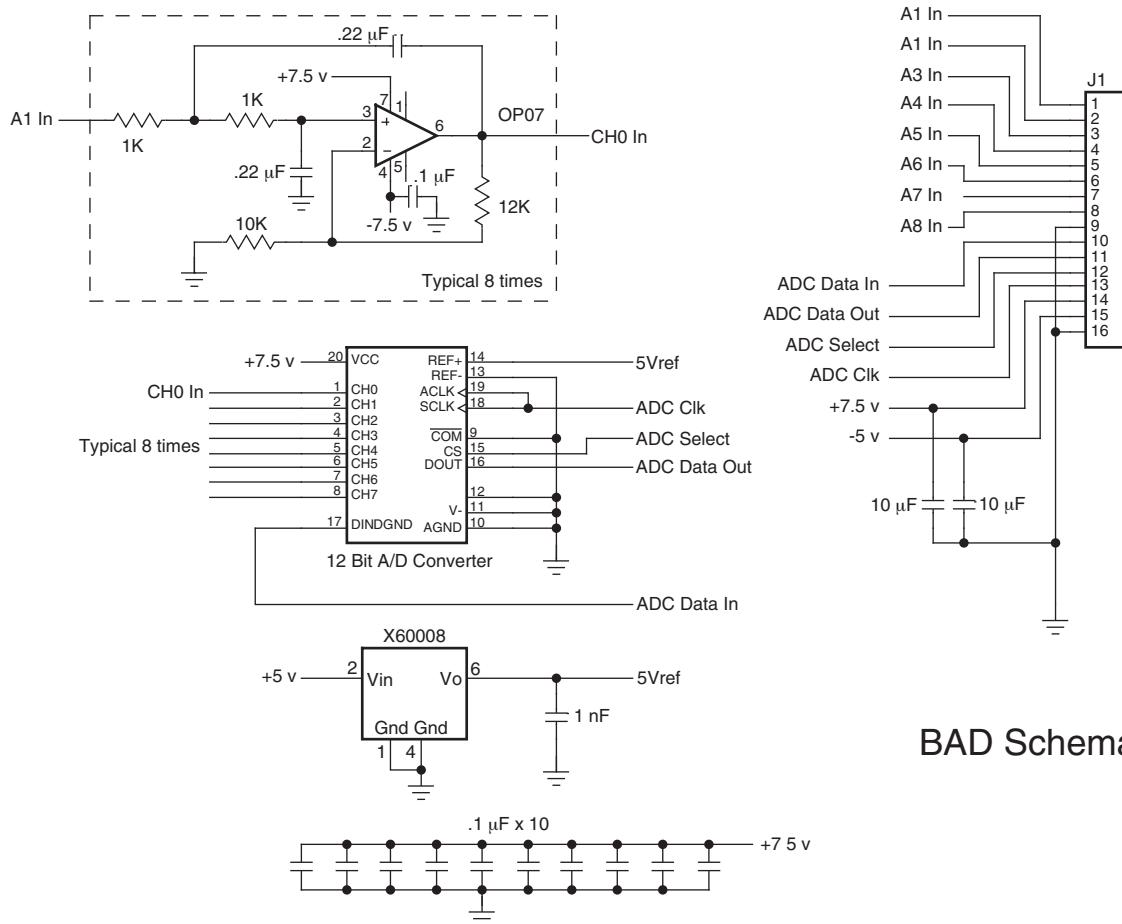 .22 µF
+7.5 v
7
1
1K
3
+
OP07
A1 In
6
CH0 In
1K
2
−
.22 µF
4
5
.1 µF
12K
10K
-7.5 v
Typical 8 times
+7.5 v
20
VCC
REF+
14
5Vref
REF-
13
CH0 In
1
CH0
ACLK
19
2
CH1
SCLK
18
ADC Clk
3
CH2
4
CH3
COM
9
ADC Select
Typical 8 times
5
CH4
CS
15
6
CH5
DOUT
16
ADC Data Out
7
CH6
8
CH7
12
V-
11
17
DINDGND
AGND
10
12 Bit A/D Converter
ADC Data In
X60008
+5 v
2
Vin
Vo
6
5Vref
1 nF
Gnd Gnd
1
4
.1 µF x 10
+7 5 v
A1 In
A1 In
A3 In
A4 In
A5 In
A6 In
A7 In
A8 In
J1
1
2
3
4
5
6
7
8
9
10
11
12
13
14
15
16
ADC Data In
ADC Data Out
ADC Select
ADC Clk
+7.5 v
-5 v
10 µF
10 µF
BAD Schema